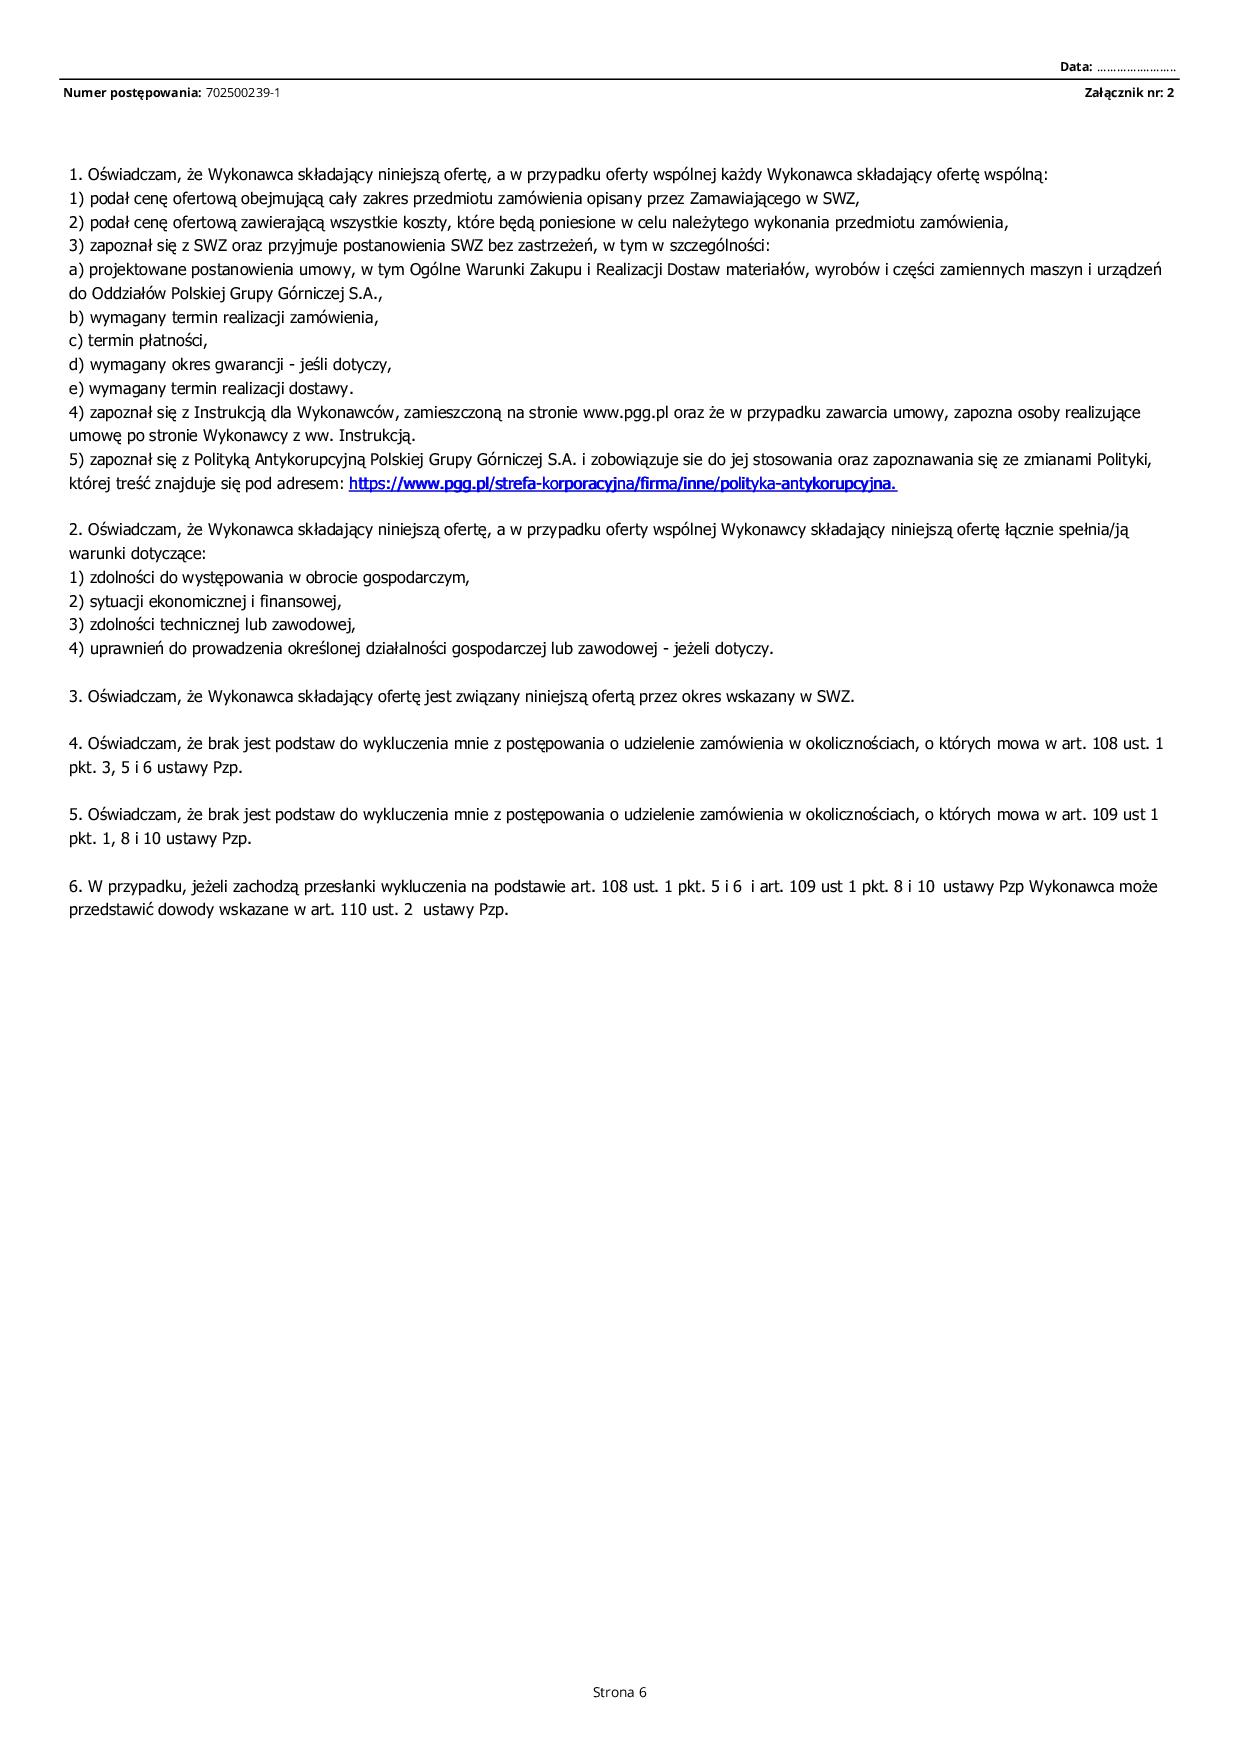 Data: ........................
Numer postępowania: 702500239-1 Załącznik nr: 2
1. Oświadczam, że Wykonawca składający niniejszą ofertę, a w przypadku oferty wspólnej każdy Wykonawca składający ofertę wspólną:
1) podał cenę ofertową obejmującą cały zakres przedmiotu zamówienia opisany przez Zamawiającego w SWZ,
2) podał cenę ofertową zawierającą wszystkie koszty, które będą poniesione w celu należytego wykonania przedmiotu zamówienia,
3) zapoznał się z SWZ oraz przyjmuje postanowienia SWZ bez zastrzeżeń, w tym w szczególności:
a) projektowane postanowienia umowy, w tym Ogólne Warunki Zakupu i Realizacji Dostaw materiałów, wyrobów i części zamiennych maszyn i urządzeń
do Oddziałów Polskiej Grupy Górniczej S.A.,
b) wymagany termin realizacji zamówienia,
c) termin płatności,
d) wymagany okres gwarancji - jeśli dotyczy,
e) wymagany termin realizacji dostawy.
4) zapoznał się z Instrukcją dla Wykonawców, zamieszczoną na stronie www.pgg.pl oraz że w przypadku zawarcia umowy, zapozna osoby realizujące
umowę po stronie Wykonawcy z ww. Instrukcją.
5) zapoznał się z Polityką Antykorupcyjną Polskiej Grupy Górniczej S.A. i zobowiązuje sie do jej stosowania oraz zapoznawania się ze zmianami Polityki,
której treść znajduje się pod adresem: https://www.pgg.pl/strefa-korporacyjna/firma/inne/polityka-antykorupcyjna.
2. Oświadczam, że Wykonawca składający niniejszą ofertę, a w przypadku oferty wspólnej Wykonawcy składający niniejszą ofertę łącznie spełnia/ją
warunki dotyczące:
1) zdolności do występowania w obrocie gospodarczym,
2) sytuacji ekonomicznej i finansowej,
3) zdolności technicznej lub zawodowej,
4) uprawnień do prowadzenia określonej działalności gospodarczej lub zawodowej - jeżeli dotyczy.
3. Oświadczam, że Wykonawca składający ofertę jest związany niniejszą ofertą przez okres wskazany w SWZ.
4. Oświadczam, że brak jest podstaw do wykluczenia mnie z postępowania o udzielenie zamówienia w okolicznościach, o których mowa w art. 108 ust. 1
pkt. 3, 5 i 6 ustawy Pzp.
5. Oświadczam, że brak jest podstaw do wykluczenia mnie z postępowania o udzielenie zamówienia w okolicznościach, o których mowa w art. 109 ust 1
pkt. 1, 8 i 10 ustawy Pzp.
6. W przypadku, jeżeli zachodzą przesłanki wykluczenia na podstawie art. 108 ust. 1 pkt. 5 i 6 i art. 109 ust 1 pkt. 8 i 10 ustawy Pzp Wykonawca może
przedstawić dowody wskazane w art. 110 ust. 2 ustawy Pzp.
Strona 6